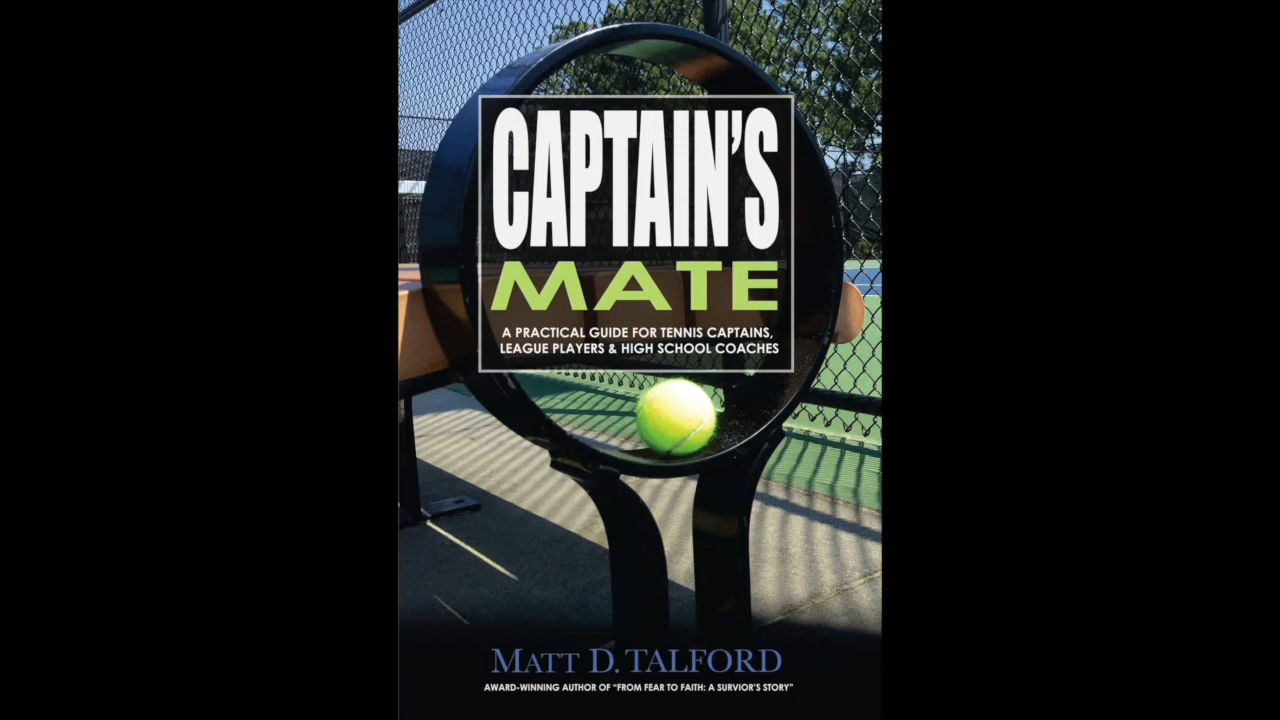 CAPTAIN'S
MATE
A PRACTICAL GUIDE FOR TENNIS CAPTAINS,
LEAGUE PLAYERS & HIGH SCHOOL COACHES
MATT D. TALFORD
AWARD-WINNING AUTHOR OF "FROM FEAR TO FAITH: A SURVIOR'S STORY"